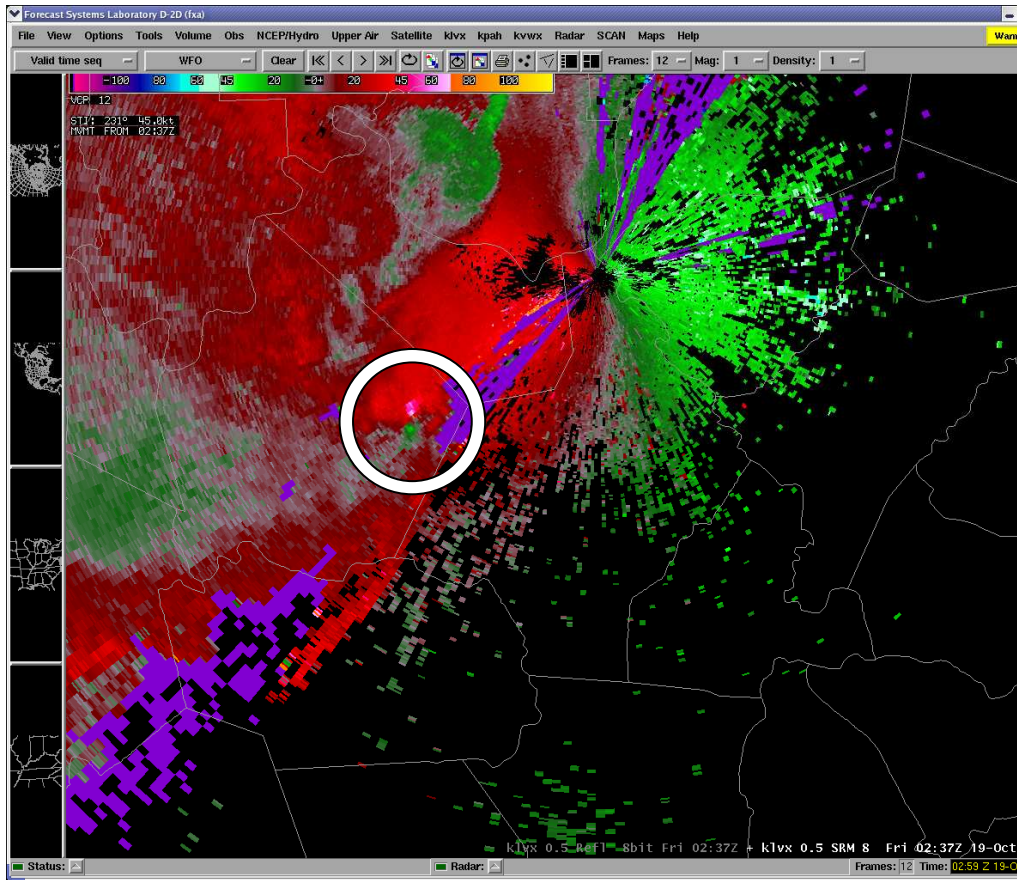 Forecast Systems Laboratory D-2D (fxa)
File View Options Tools Volume Obs NCEP/Hydro Upper Air Satellite klvx kpah kvwx Radar SCAN Maps Help
Valid time seq WFO Clear Frames: 12 Mag: 1 Density: 1
-100 80 60 45 20 -0+ 20 45 60 80 100
VCP 12
STI: 231° 45.0kt
MVMT FROM 02:37Z
klvx 0.5 Refl 8bit Fri 02:37Z + klvx 0.5 SRM 8 Fri 02:37Z 19-Oct
Status: Radar: Frames: 12 Time: 02:59 Z